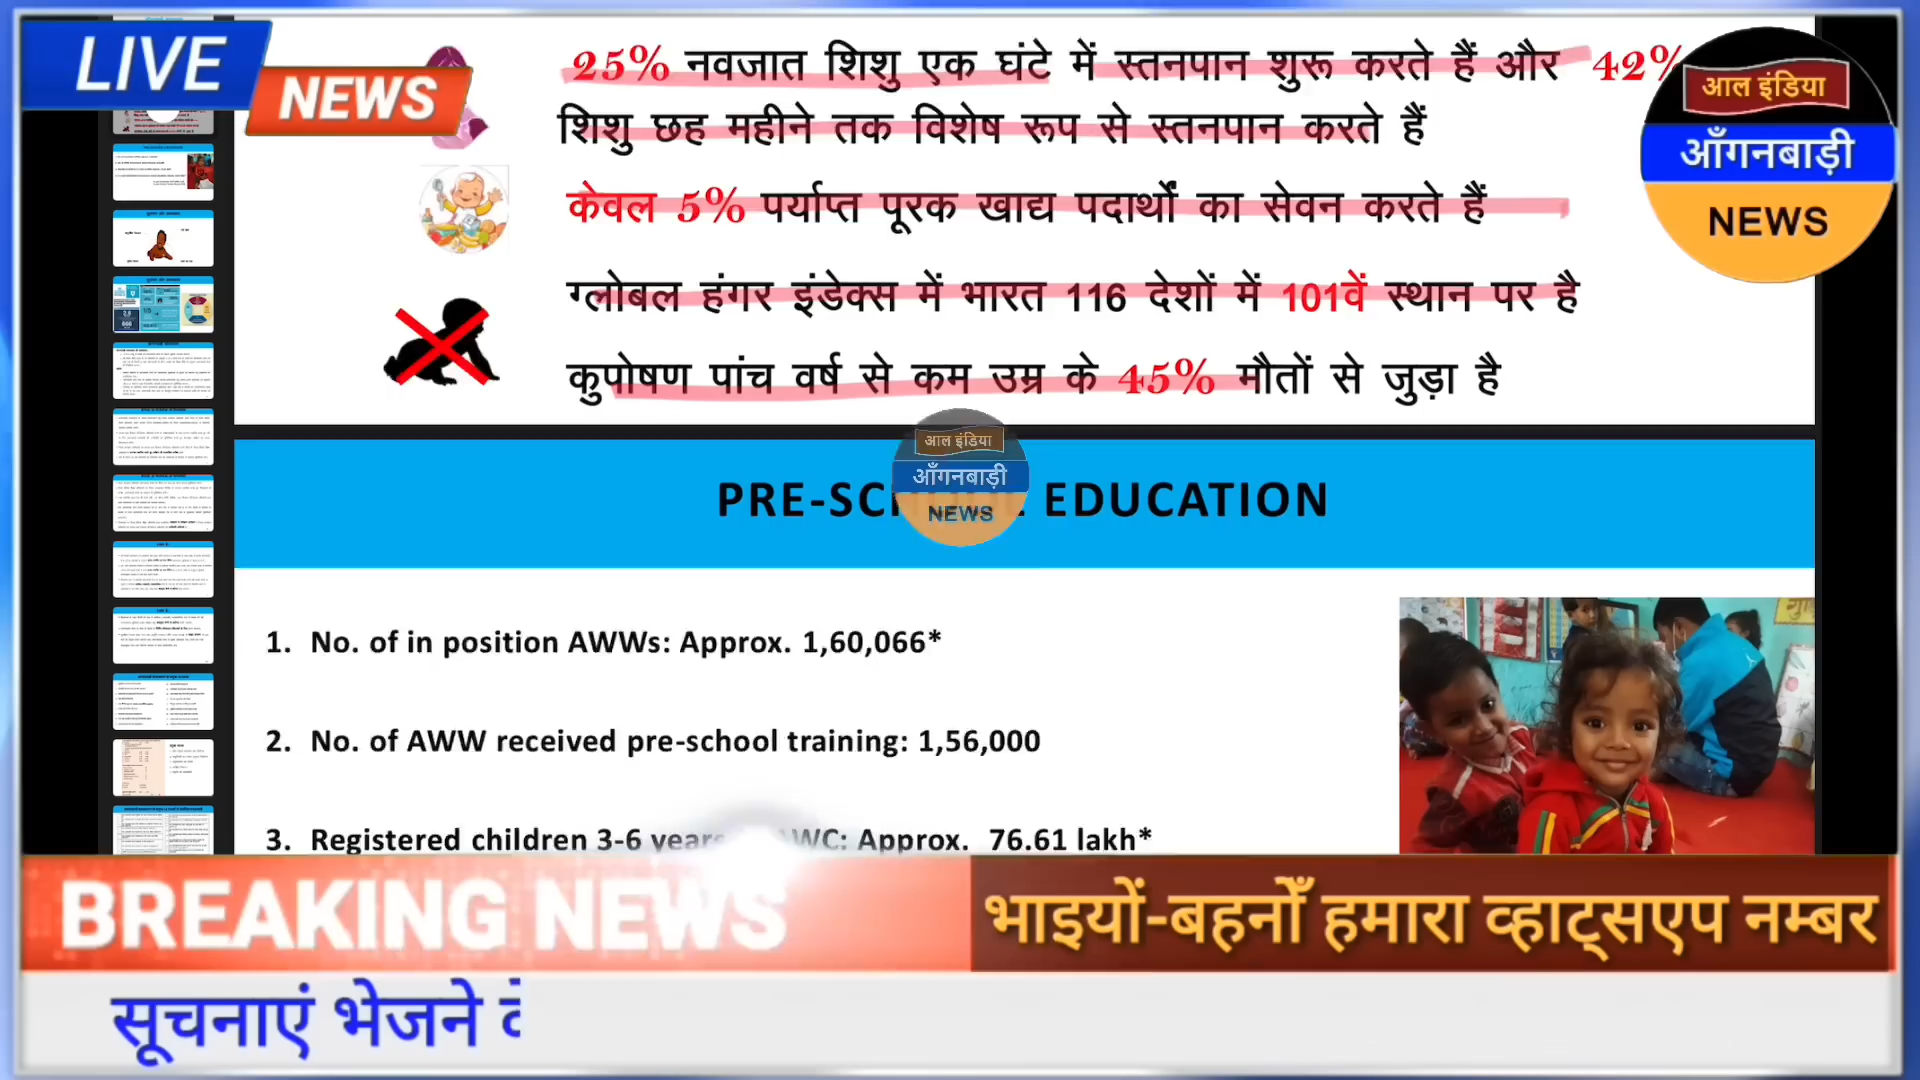 LIVE
NEWS
25% नवजात शिशु एक घंटे में स्तनपान शुरू करते हैं और 42%
शिशु छह महीने तक विशेष रूप से स्तनपान करते हैं
केवल 5% पर्याप्त पूरक खाद्य पदार्थों का सेवन करते हैं
ग्लोबल हंगर इंडेक्स में भारत 116 देशों में 101वें स्थान पर है
कुपोषण पांच वर्ष से कम उम्र के 45% मौतों से जुड़ा है
आल इंडिया
आँगनबाड़ी
NEWS
आल इंडिया
आँगनबाड़ी
NEWS
EDUCATION
1. No. of in position AWWs: Approx. 1,60,066*
2. No. of AWW received pre-school training: 1,56,000
3. Registered children 3-6 years AWC: Approx. 76.61 lakh*
BREAKING NEWS
भाइयों-बहनोँ हमारा व्हाट्सएप नम्बर
सूचनाएं भेजने